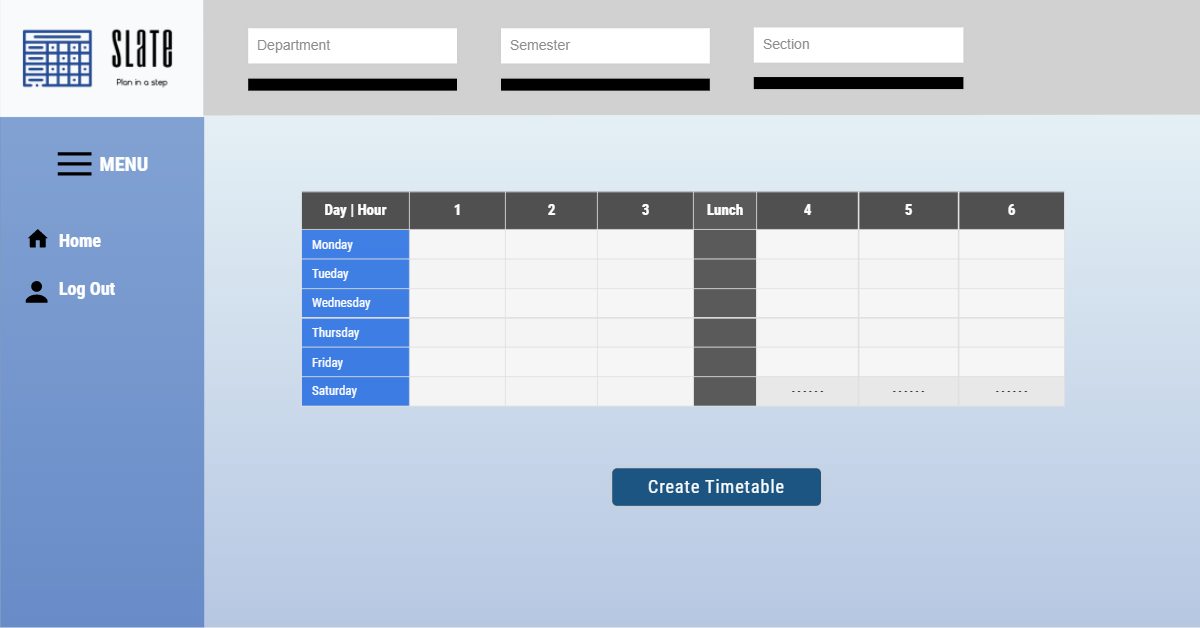 SLATE
Plan in a step
Department
Semester
Section
MENU
Home
Log Out
Day | Hour 1 2 3 Lunch 4 5 6
Monday
Tueday
Wednesday
Thursday
Friday
Saturday ------ ------ ------
Create Timetable